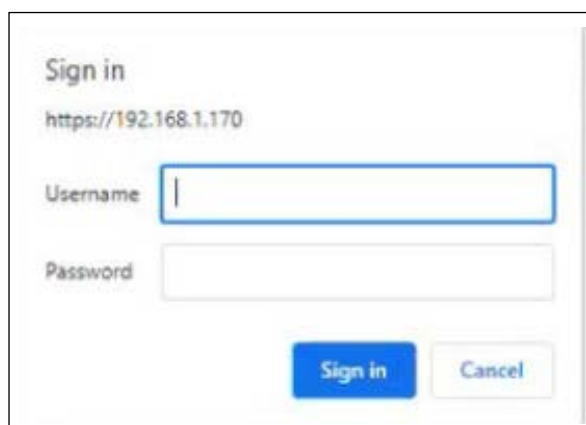 Sign in
https://192.168.1.170
Username
Password
Sign in Cancel